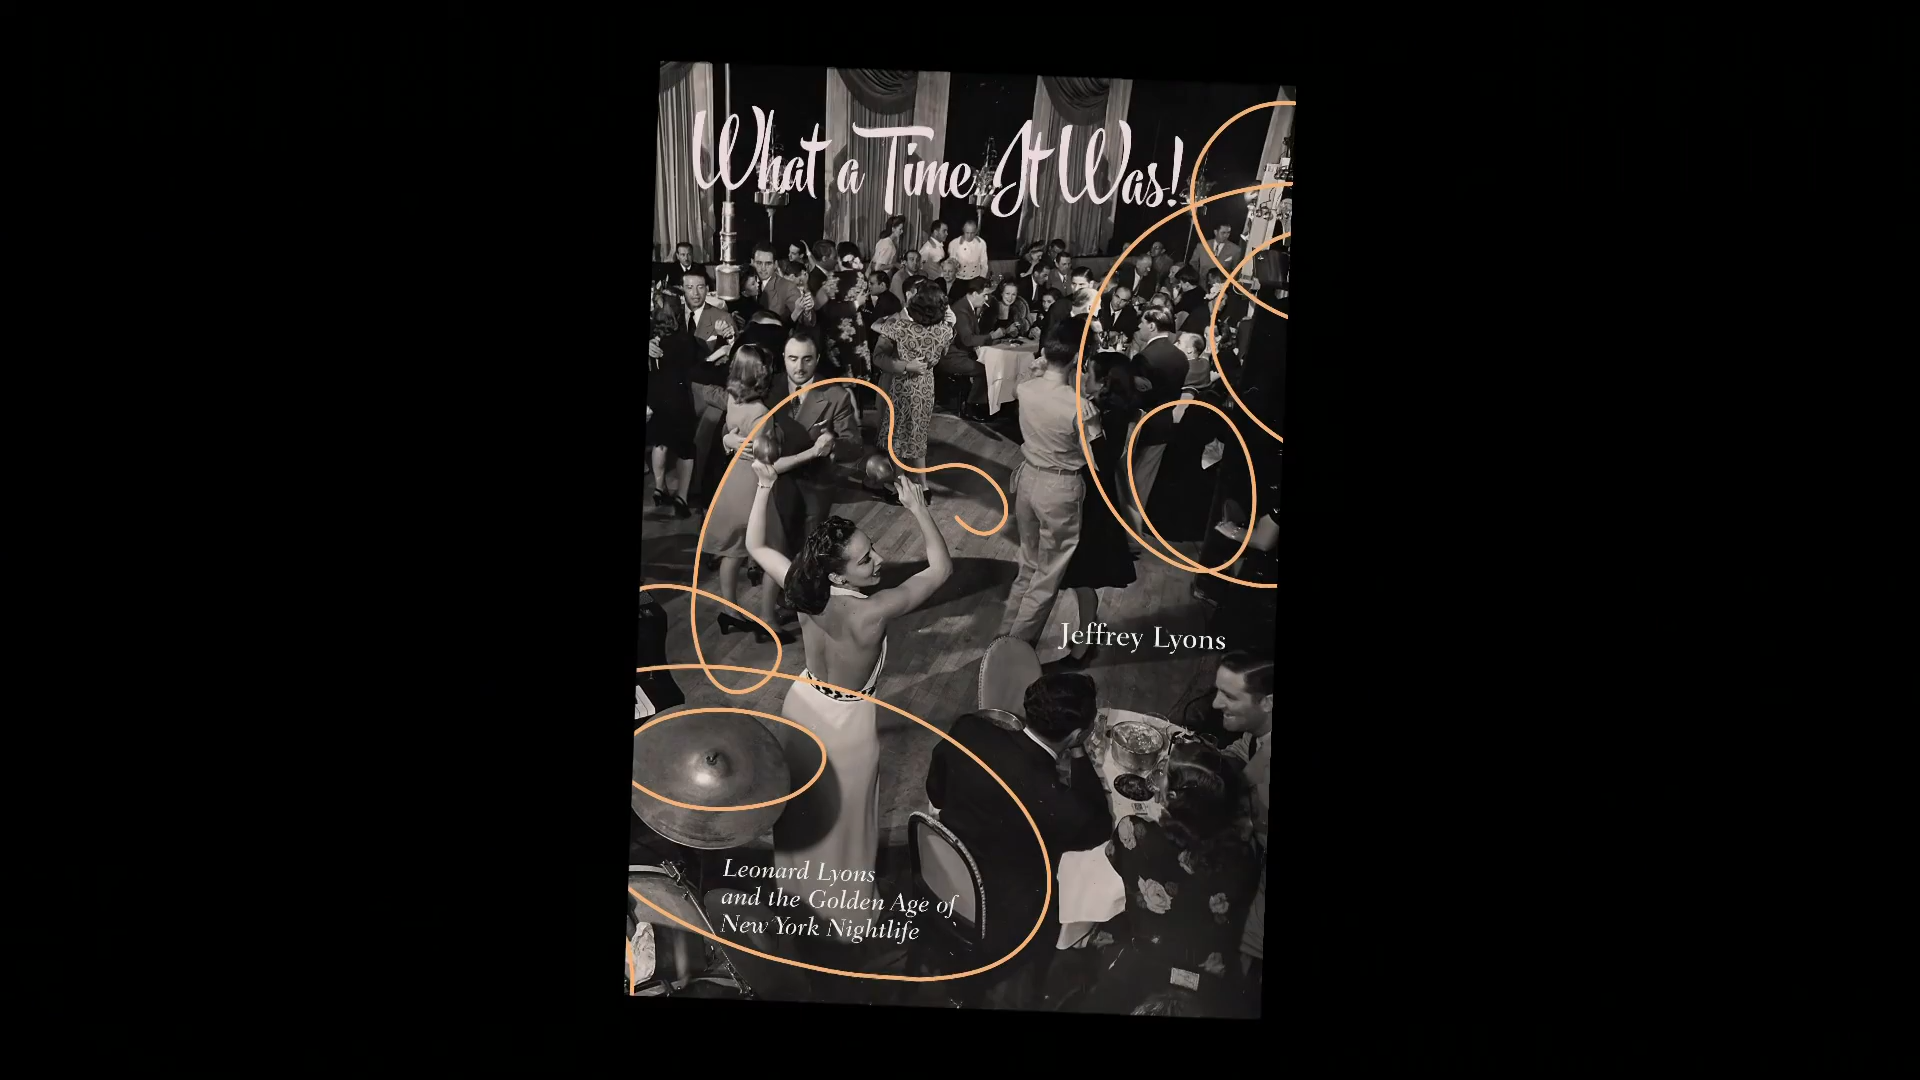 What a Time It Was!
Jeffrey Lyons
Leonard Lyons
and the Golden Age of
New York Nightlife